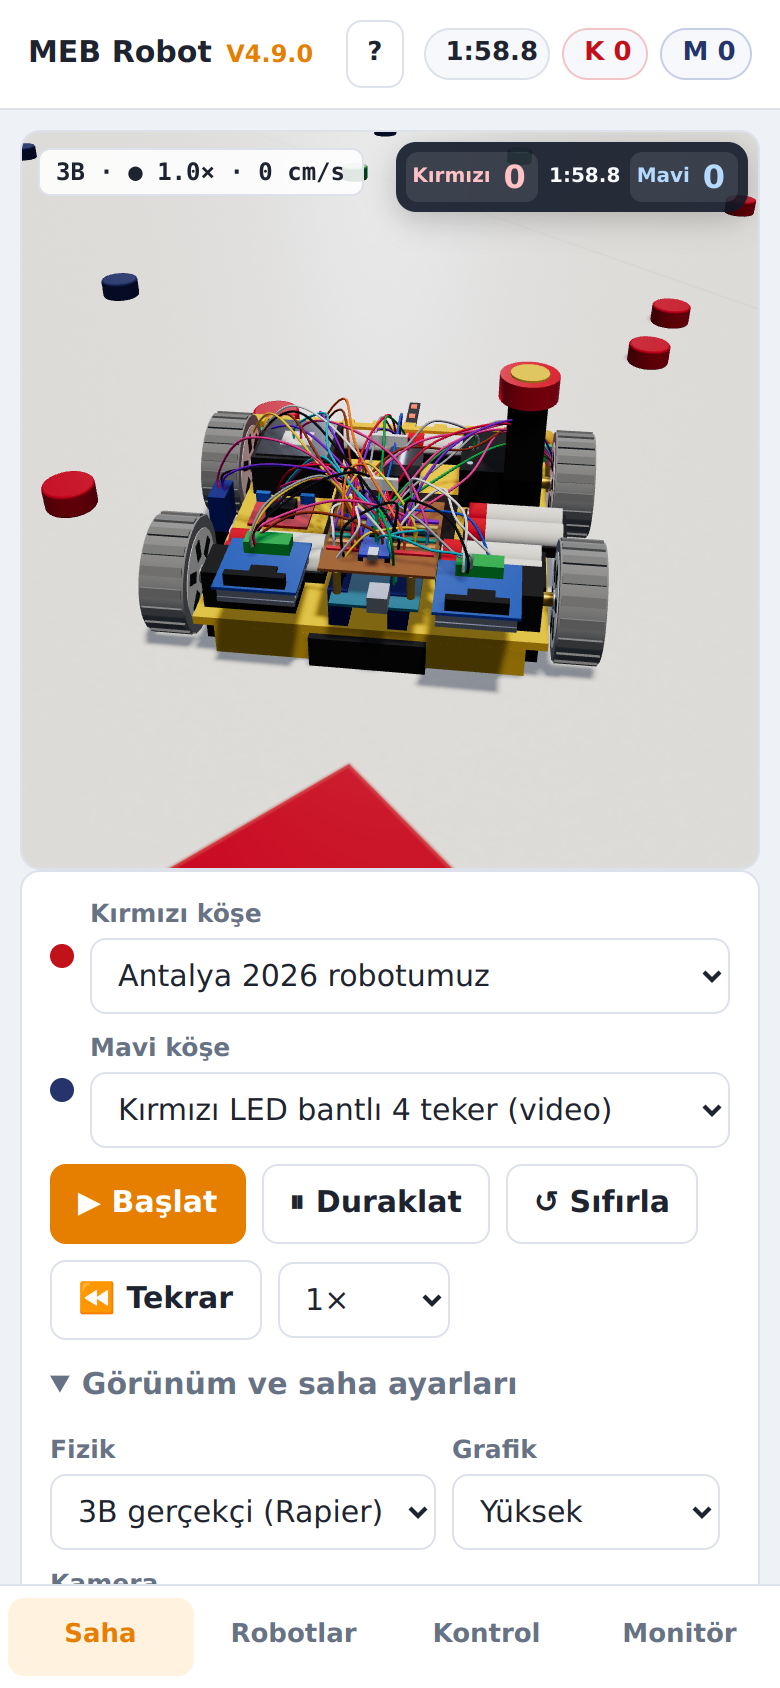 MEB Robot V4.9.0 ? 1:58.8 K 0 M 0
3B · ● 1.0× · 0 cm/s
Kırmızı 0 1:58.8 Mavi 0
Kırmızı köşe
Antalya 2026 robotumuz
Mavi köşe
Kırmızı LED bantlı 4 teker (video)
▶ Başlat ⏸ Duraklat ↺ Sıfırla
⏪ Tekrar 1×
▼ Görünüm ve saha ayarları
Fizik Grafik
3B gerçekçi (Rapier) Yüksek
Kamera
Saha Robotlar Kontrol Monitör